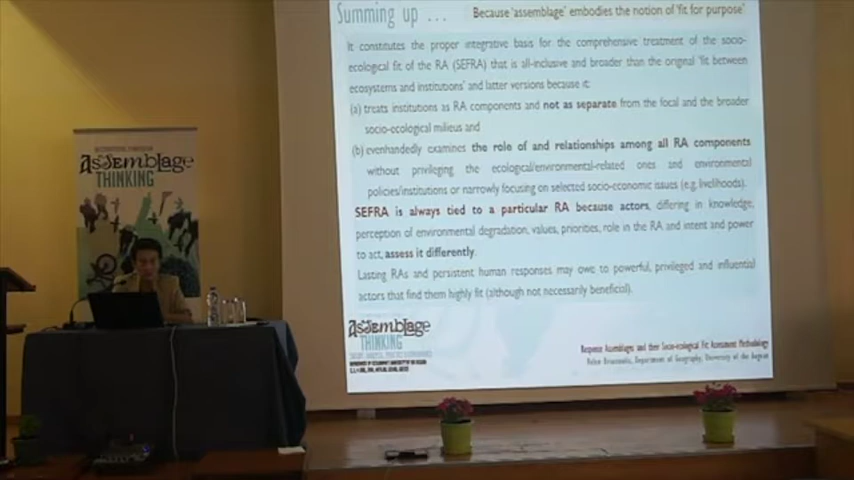 Summing up ... Because 'assemblage' embodies the notion of 'fit for purpose'
It constitutes the proper integrative basis for the comprehensive treatment of the socio-
ecological fit of the RA (SEFRA) that is all-inclusive and broader than the original 'fit between
ecosystems and institutions' and latter versions because it:
(a) treats institutions as RA components and not as separate from the focal and the broader
socio-ecological milieus and
(b) evenhandedly examines the role of and relationships among all RA components
without privileging the ecological/environmental-related ones and environmental
policies/institutions or narrowly focusing on selected socio-economic issues (e.g. livelihoods).
SEFRA is always tied to a particular RA because actors, differing in knowledge,
perception of environmental degradation, values, priorities, role in the RA and intent and power
to act, assess it differently.
Lasting RAs and persistent human responses may owe to powerful, privileged and influential
actors that find them highly fit (although not necessarily beneficial).
Assemblage
THINKING
Response Assemblages and their Socio-ecological Fit Assessment Methodology
Department of Geography, University of the Aegean
Assemblage
THINKING